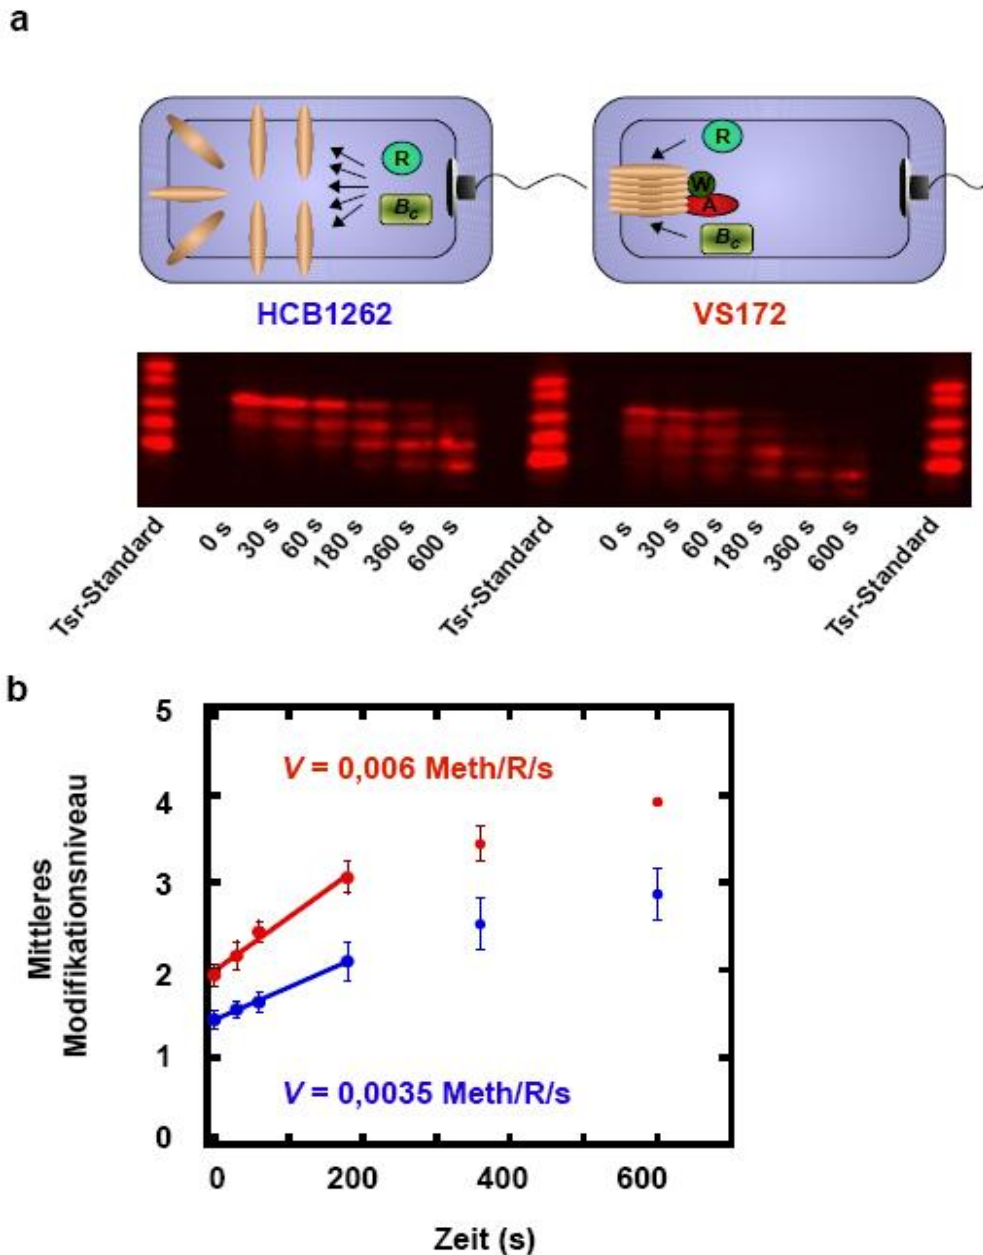 a
R
B_c
R
W
A
B_c
HCB1262
VS172
Tsr-Standard
0 s
30 s
60 s
180 s
360 s
600 s
Tsr-Standard
0 s
30 s
60 s
180 s
360 s
600 s
Tsr-Standard
b
Mittleres
Modifikationsniveau
5
4
3
2
1
0
V = 0,006 Meth/R/s
V = 0,0035 Meth/R/s
0 200 400 600
Zeit (s)